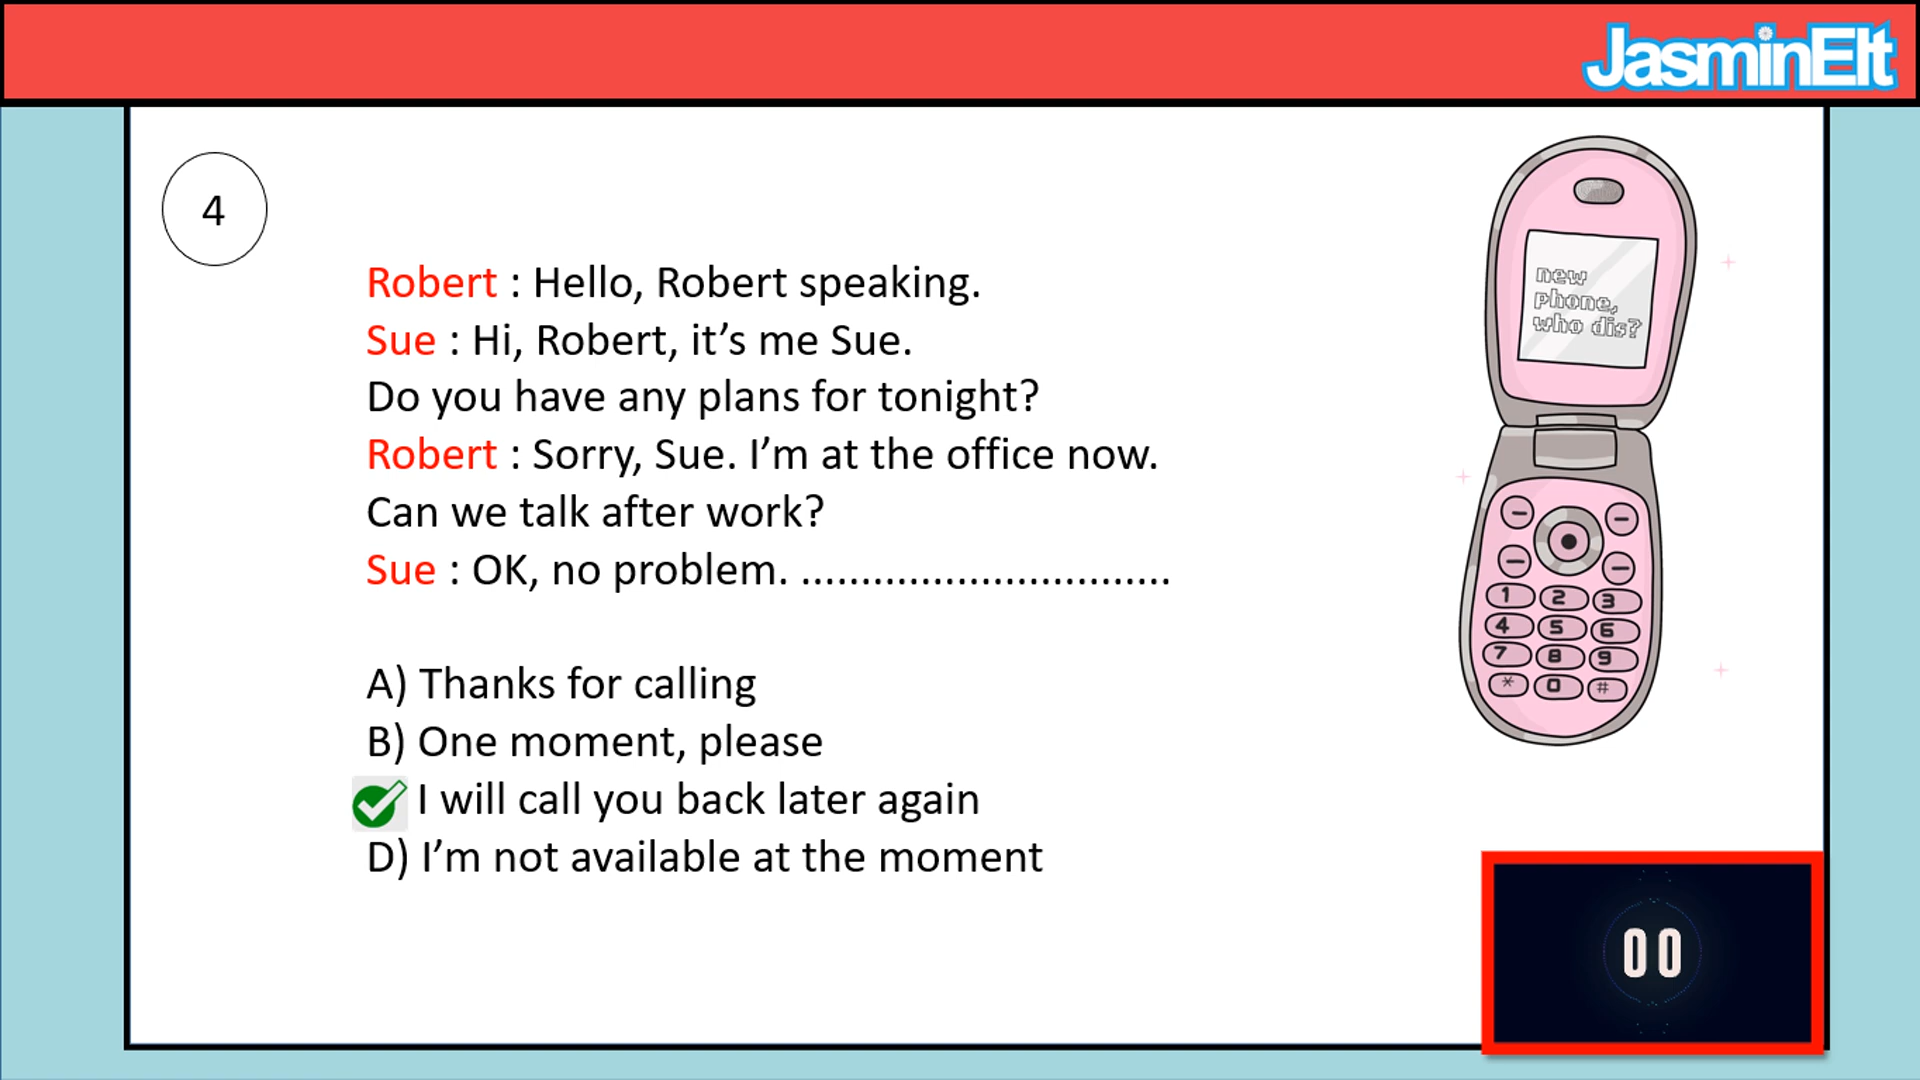 JasminElt
4
Robert : Hello, Robert speaking.
Sue : Hi, Robert, it's me Sue.
Do you have any plans for tonight?
Robert : Sorry, Sue. I'm at the office now.
Can we talk after work?
Sue : OK, no problem. ...............................
A) Thanks for calling
B) One moment, please
I will call you back later again
D) I'm not available at the moment
new
phone,
who dis?
1 2 3
4 5 6
7 8 9
* 0 #
00